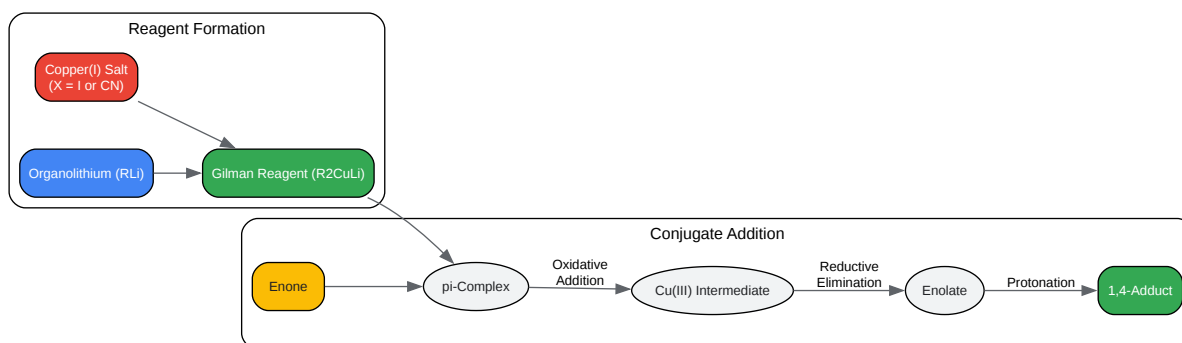 Reagent Formation
Copper(I) Salt
(X = I or CN)
Organolithium (RLi)
Gilman Reagent (R2CuLi)
Conjugate Addition
Enone
pi-Complex
Oxidative
Addition
Cu(III) Intermediate
Reductive
Elimination
Enolate
Protonation
1,4-Adduct